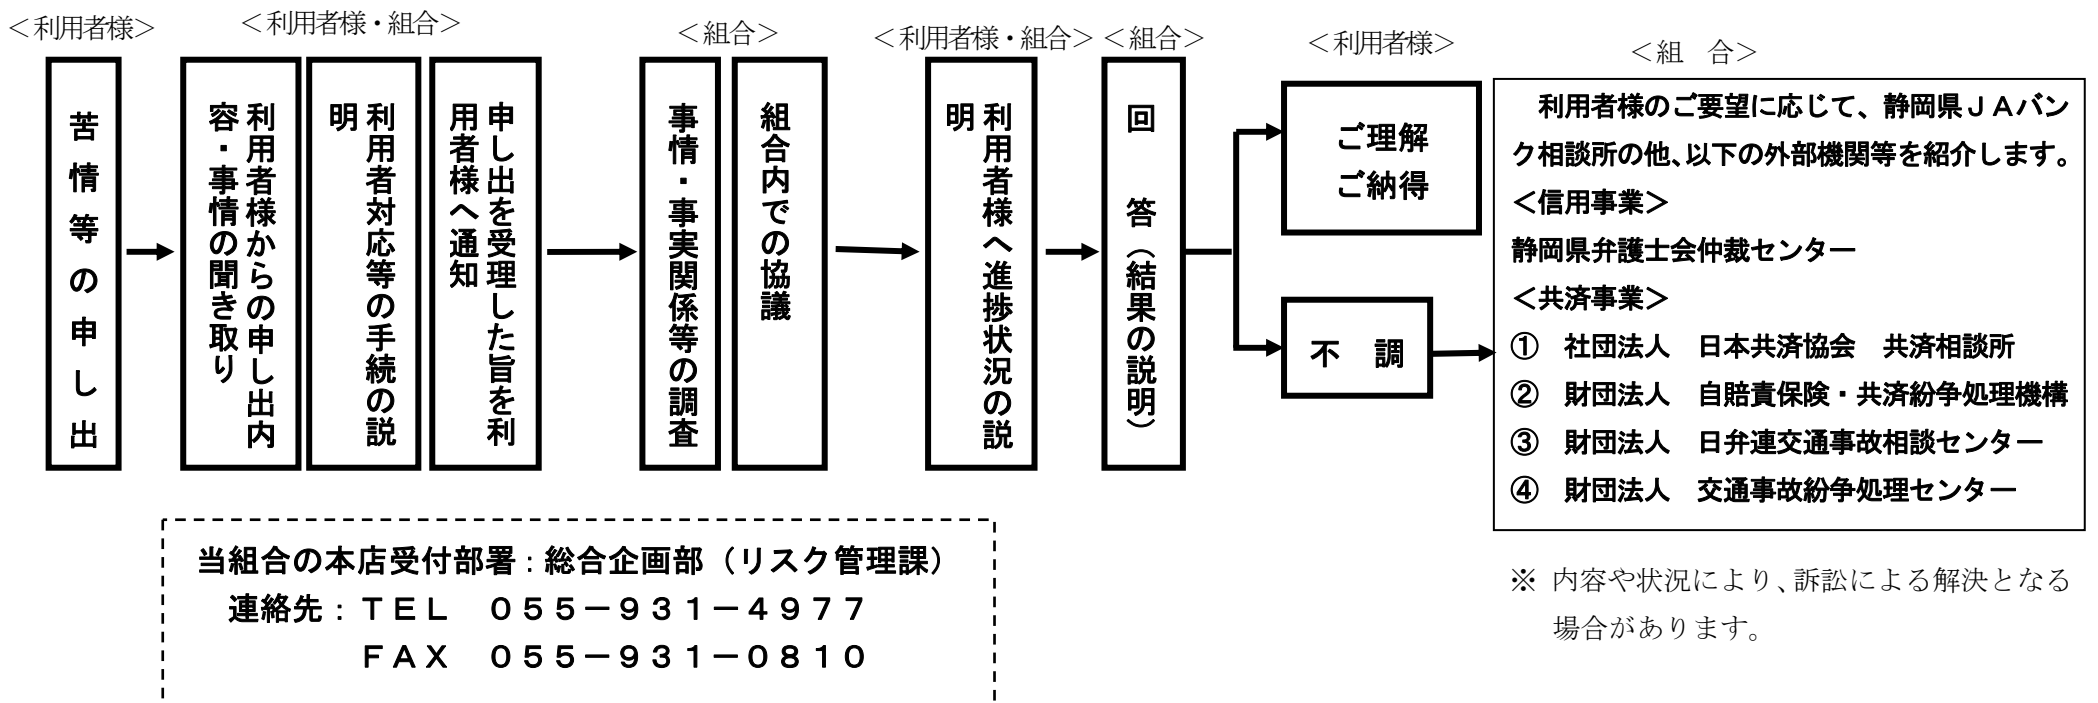 ＜利用者様＞
＜利用者様・組合＞
＜組合＞
＜利用者様・組合＞
＜組合＞
＜利用者様＞
＜組　合＞
苦情等の申し出
利用者様からの申し出内
容・事情の聞き取り
利用者対応等の手続の説
明
申し出を受理した旨を利
用者様へ通知
事情・事実関係等の調査
組合内での協議
利用者様へ進捗状況の説
明
回　答（結果の説明）
ご理解
ご納得
不　調
利用者様のご要望に応じて、静岡県ＪＡバン
ク相談所の他、以下の外部機関等を紹介します。
＜信用事業＞
静岡県弁護士会仲裁センター
＜共済事業＞
①　社団法人　日本共済協会　共済相談所
②　財団法人　自賠責保険・共済紛争処理機構
③　財団法人　日弁連交通事故相談センター
④　財団法人　交通事故紛争処理センター
※ 内容や状況により、訴訟による解決となる
場合があります。
当組合の本店受付部署：総合企画部（リスク管理課）
連絡先：ＴＥＬ　０５５－９３１－４９７７
ＦＡＸ　０５５－９３１－０８１０